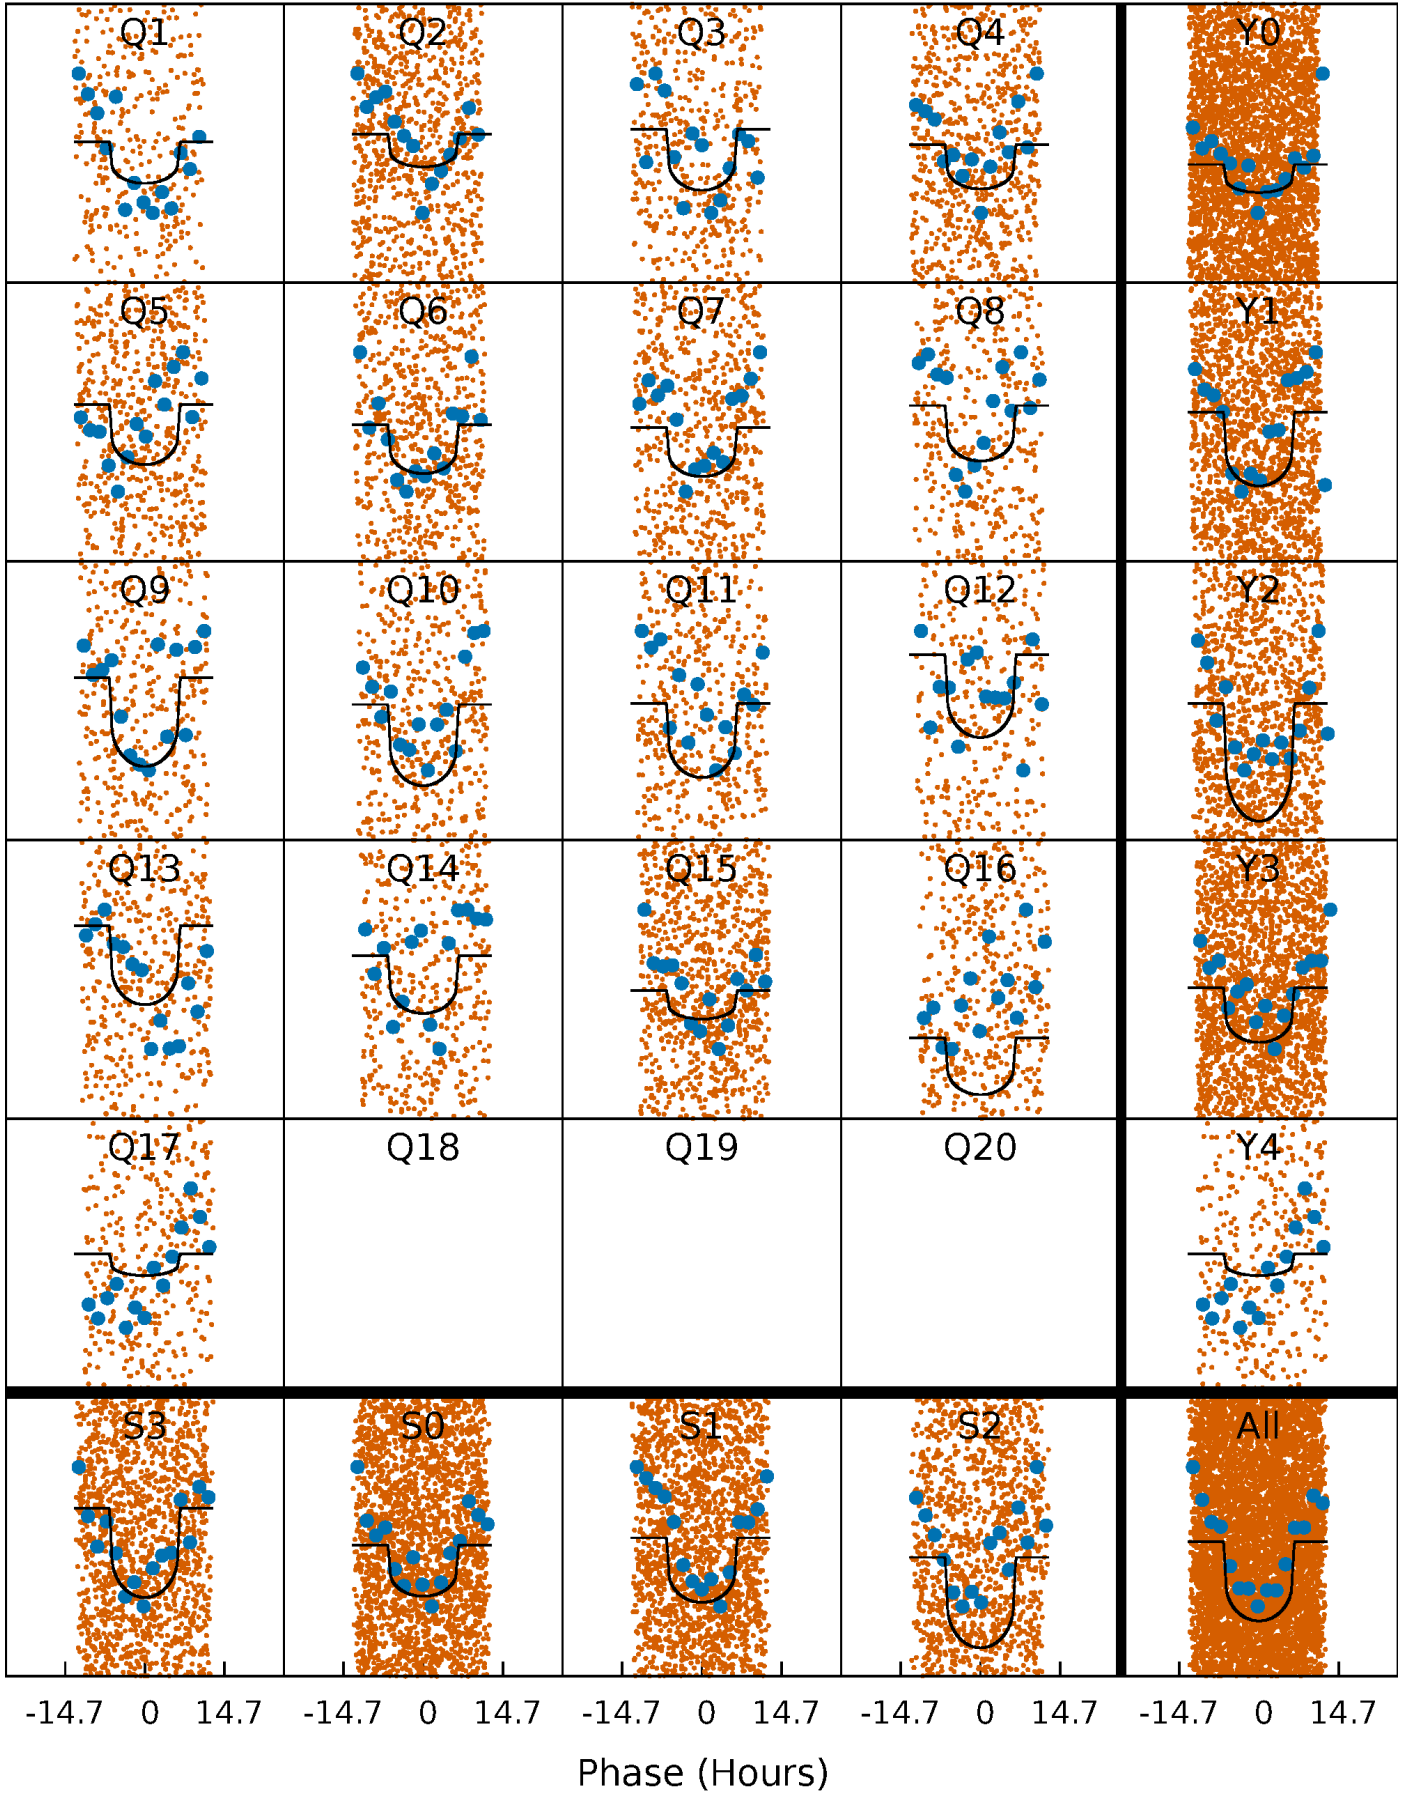 Q1 Q2 Q3 Q4 Y0
Q5 Q6 Q7 Q8 Y1
Q9 Q10 Q11 Q12 Y2
Q13 Q14 Q15 Q16 Y3
Q17 Q18 Q19 Q20 Y4
S3 S0 S1 S2 All
-14.7 0 14.7 -14.7 0 14.7 -14.7 0 14.7 -14.7 0 14.7 -14.7 0 14.7
Phase (Hours)